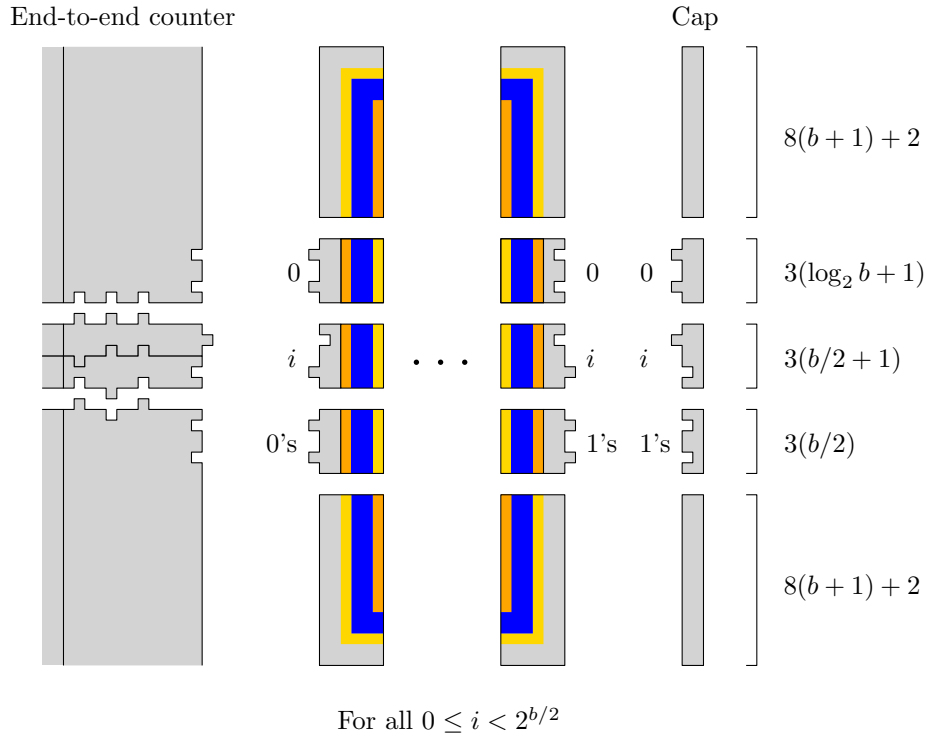 End-to-end counter
Cap
8(b + 1) + 2
0
0
0
3(log₂ b + 1)
i
· · ·
i
i
3(b/2 + 1)
0's
1's
1's
3(b/2)
8(b + 1) + 2
For all 0 ≤ i < 2^{b/2}